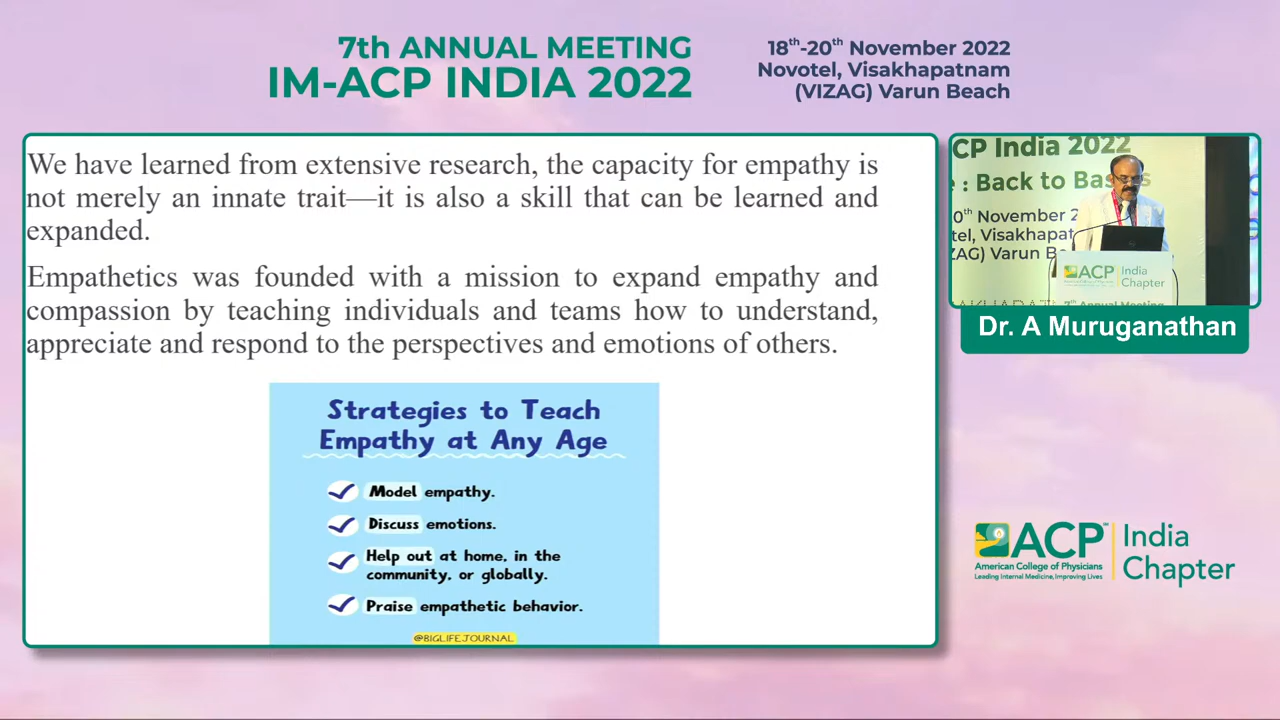 7th ANNUAL MEETING
IM-ACP INDIA 2022
18th-20th November 2022
Novotel, Visakhapatnam
(VIZAG) Varun Beach
We have learned from extensive research, the capacity for empathy is
not merely an innate trait—it is also a skill that can be learned and
expanded.
Empathetics was founded with a mission to expand empathy and
compassion by teaching individuals and teams how to understand,
appreciate and respond to the perspectives and emotions of others.
Strategies to Teach
Empathy at Any Age
Model empathy.
Discuss emotions.
Help out at home, in the
community, or globally.
Praise empathetic behavior.
@BIGLIFEJOURNAL
CP India 2022
: Back to Basics
0th November 2
tel, Visakhapat
ZAG) Varun B
ACP India
Chapter
7th Annual Meeting
Dr. A Muruganathan
ACP™ India
Chapter
American College of Physicians
Leading Internal Medicine, Improving Lives